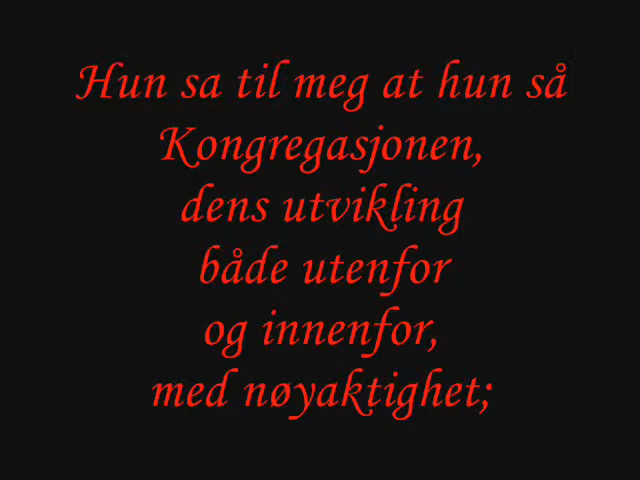 Hun sa til meg at hun så
Kongregasjonen,
dens utvikling
både utenfor
og innenfor,
med nøyaktighet;